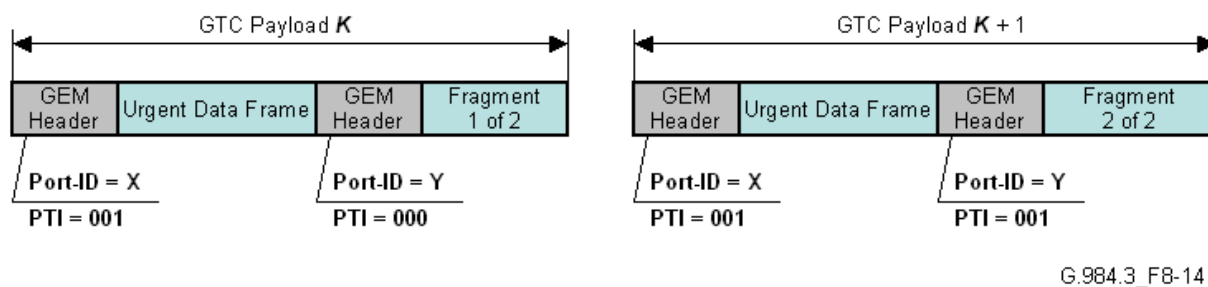 GTC Payload K
GTC Payload K + 1
GEM Header
Urgent Data Frame
GEM Header
Fragment 1 of 2
GEM Header
Urgent Data Frame
GEM Header
Fragment 2 of 2
Port-ID = X
PTI = 001
Port-ID = Y
PTI = 000
Port-ID = X
PTI = 001
Port-ID = Y
PTI = 001
G.984.3_F8-14